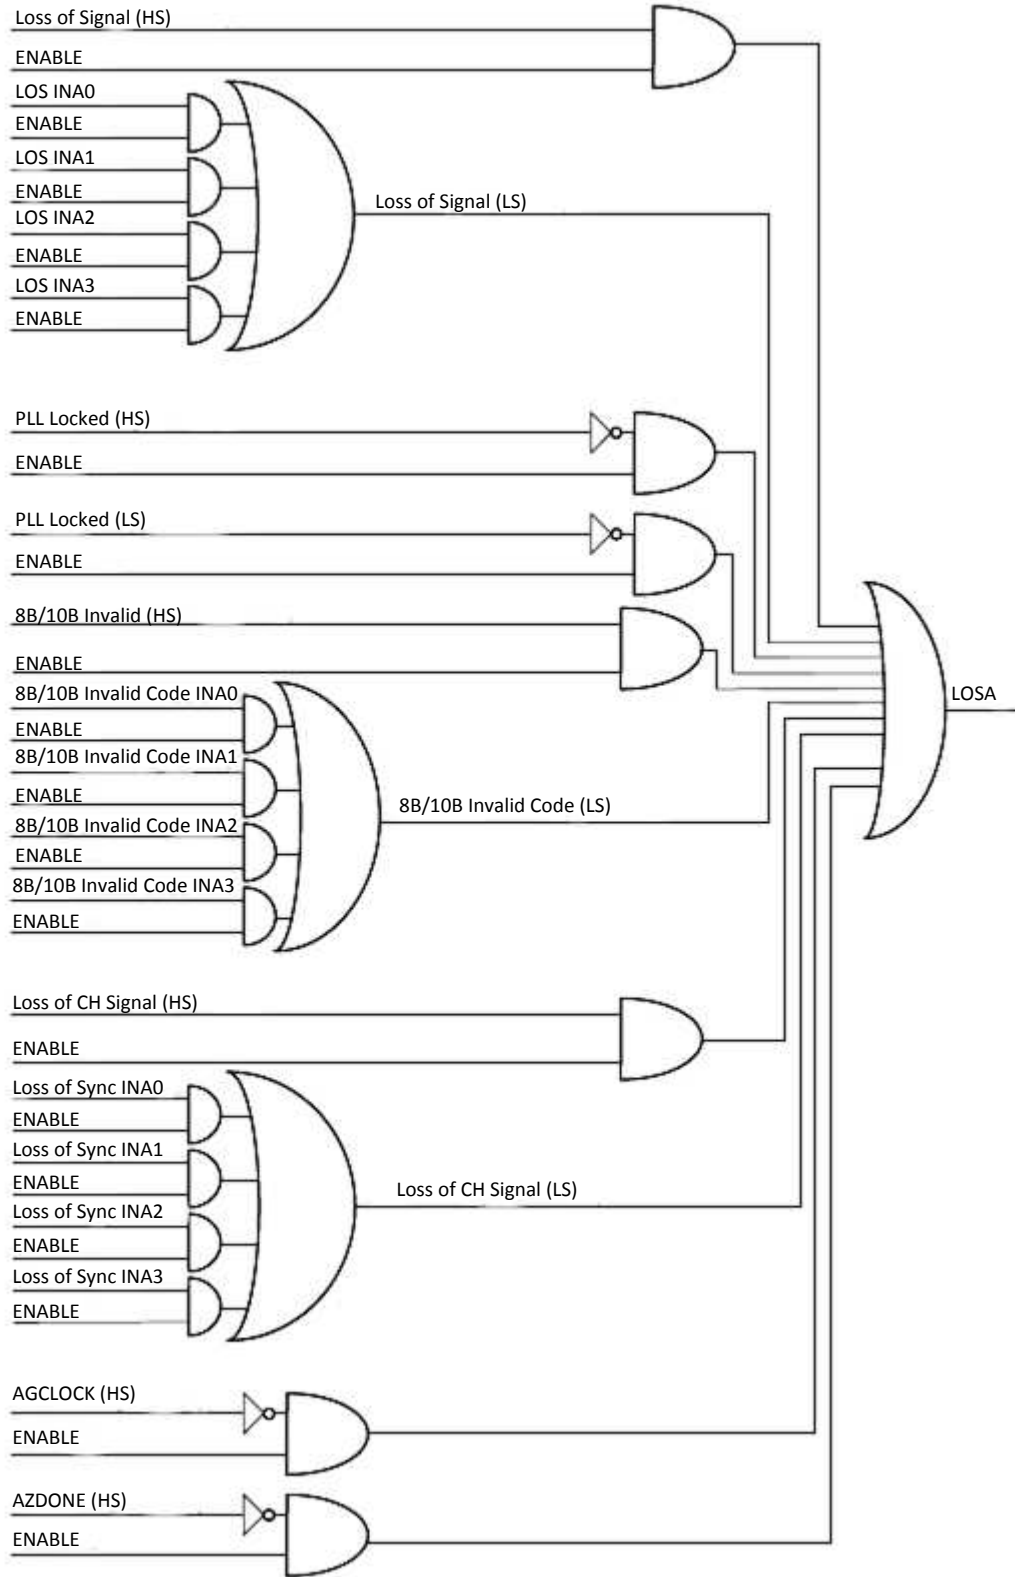 Loss of Signal (HS)
ENABLE
LOS INA0
ENABLE
LOS INA1
ENABLE
LOS INA2
ENABLE
LOS INA3
ENABLE
Loss of Signal (LS)
PLL Locked (HS)
ENABLE
PLL Locked (LS)
ENABLE
8B/10B Invalid (HS)
ENABLE
8B/10B Invalid Code INA0
ENABLE
8B/10B Invalid Code INA1
ENABLE
8B/10B Invalid Code INA2
ENABLE
8B/10B Invalid Code INA3
ENABLE
8B/10B Invalid Code (LS)
LOSA
Loss of CH Signal (HS)
ENABLE
Loss of Sync INA0
ENABLE
Loss of Sync INA1
ENABLE
Loss of Sync INA2
ENABLE
Loss of Sync INA3
ENABLE
Loss of CH Signal (LS)
AGCLOCK (HS)
ENABLE
AZDONE (HS)
ENABLE